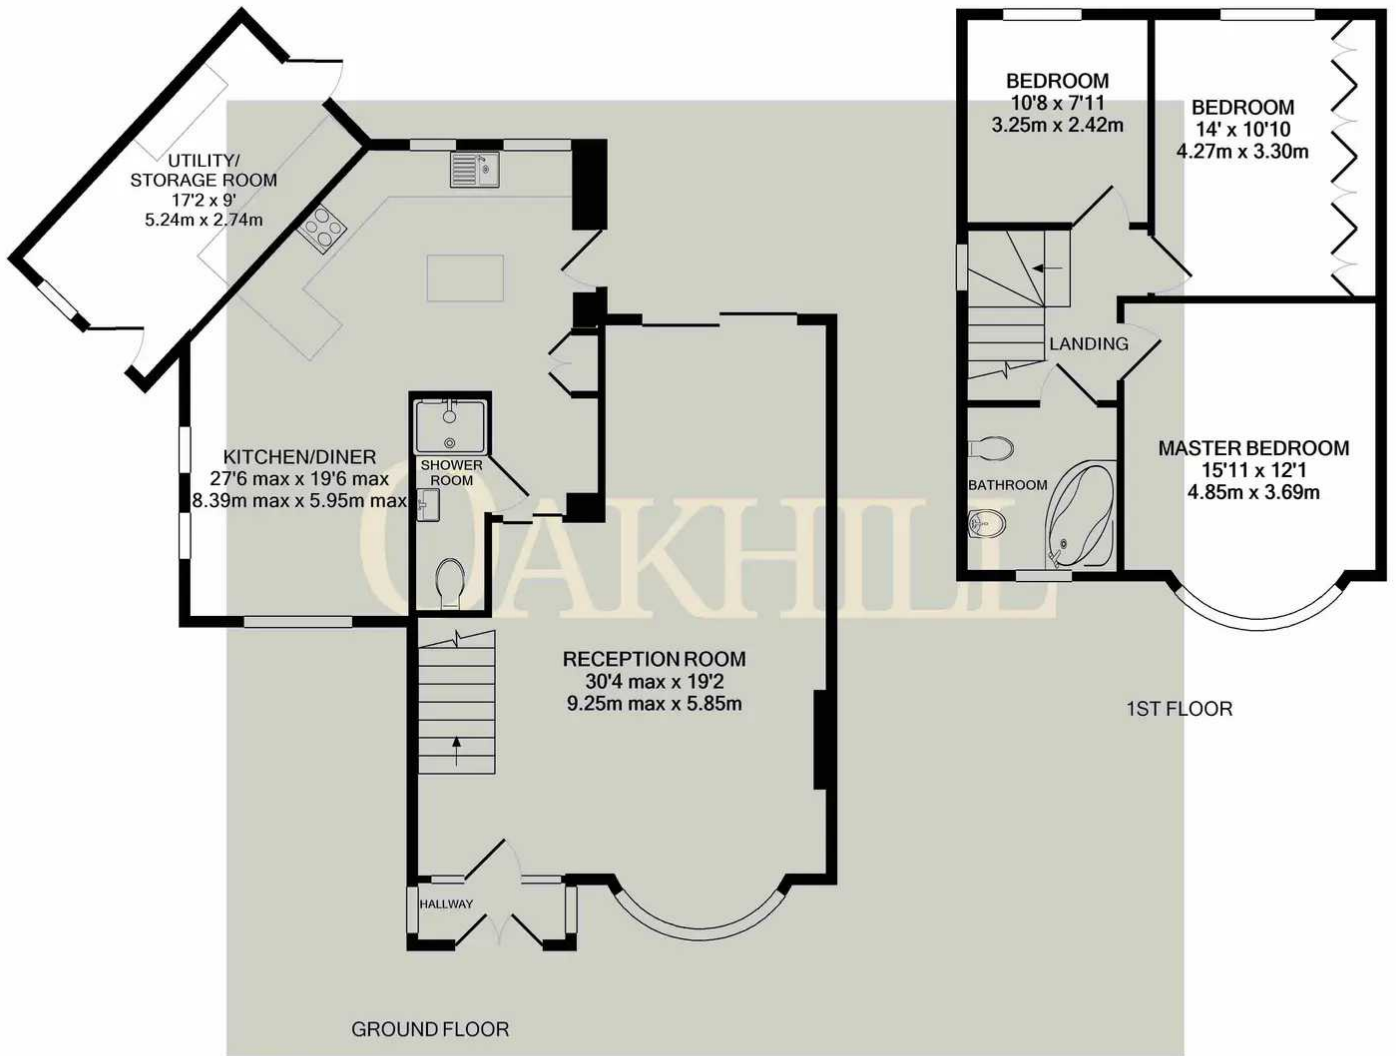 UTILITY/
STORAGE ROOM
17'2 x 9'
5.24m x 2.74m
KITCHEN/DINER
27'6 max x 19'6 max
8.39m max x 5.95m max
SHOWER
ROOM
OAKHILL
RECEPTION ROOM
30'4 max x 19'2
9.25m max x 5.85m
HALLWAY
GROUND FLOOR
BEDROOM
10'8 x 7'11
3.25m x 2.42m
BEDROOM
14' x 10'10
4.27m x 3.30m
LANDING
BATHROOM
MASTER BEDROOM
15'11 x 12'1
4.85m x 3.69m
1ST FLOOR